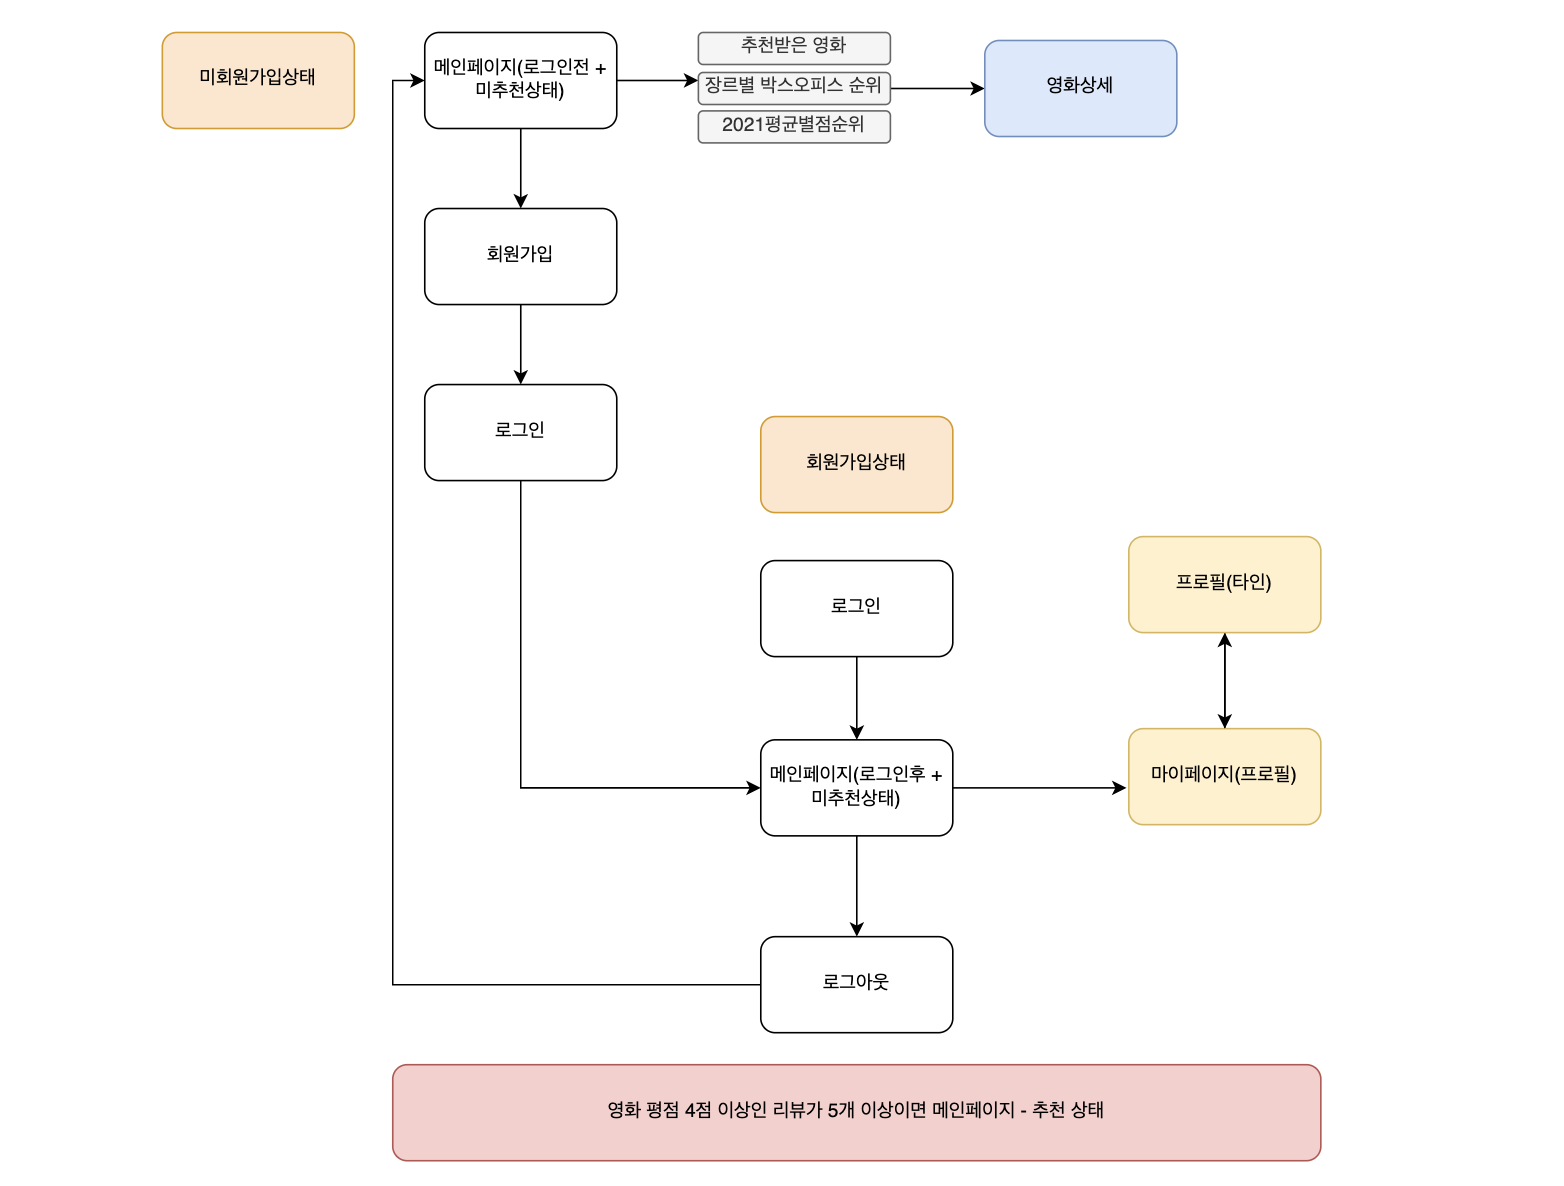 미회원가입상태
메인페이지(로그인전 +
미추천상태)
추천받은 영화
장르별 박스오피스 순위
2021평균별점순위
영화상세
회원가입
로그인
회원가입상태
로그인
프로필(타인)
메인페이지(로그인후 +
미추천상태)
마이페이지(프로필)
로그아웃
영화 평점 4점 이상인 리뷰가 5개 이상이면 메인페이지 - 추천 상태